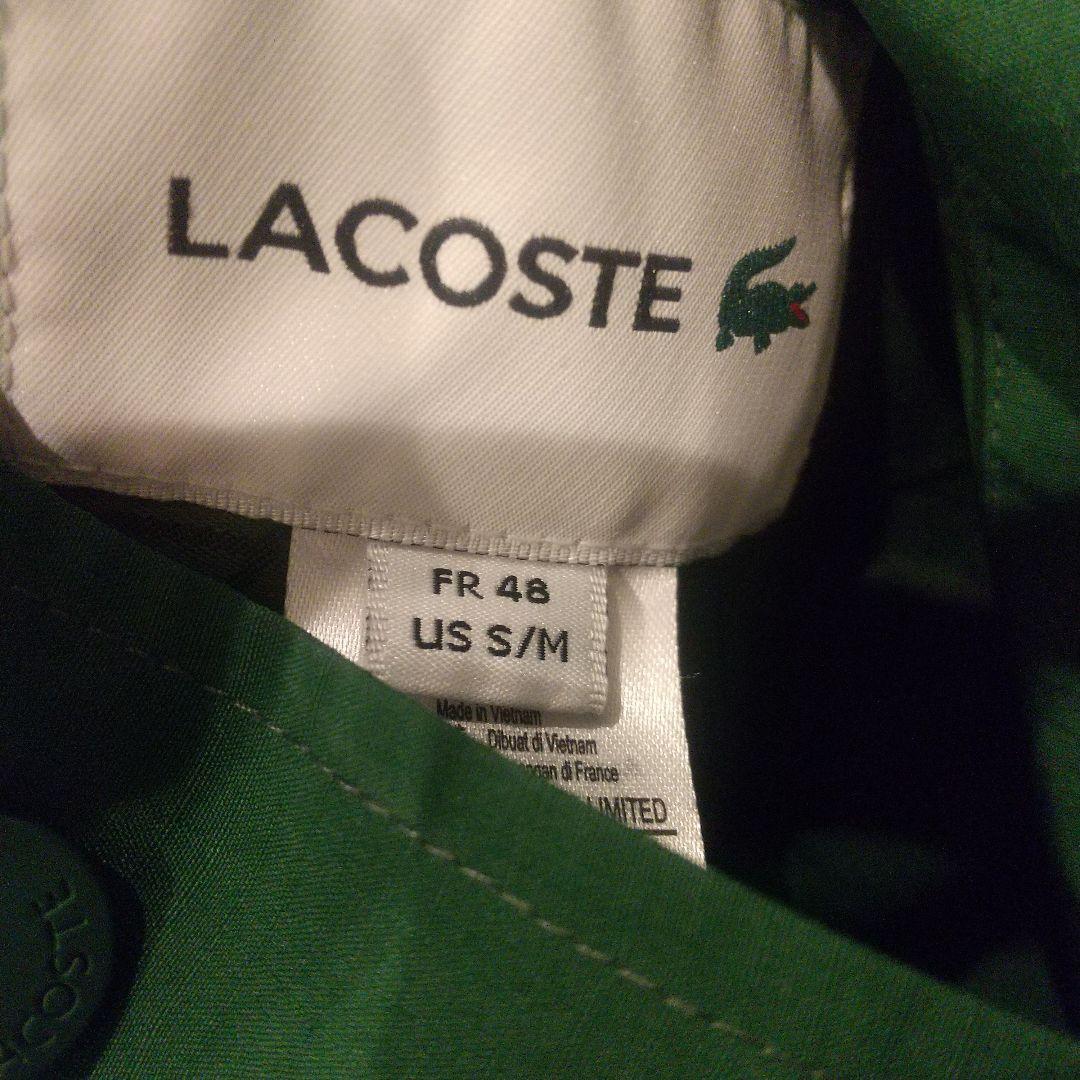 LACOSTE
FR 48
US S/M
Made in Vietnam
Dibuat di Vietnam
di France
LIMITED